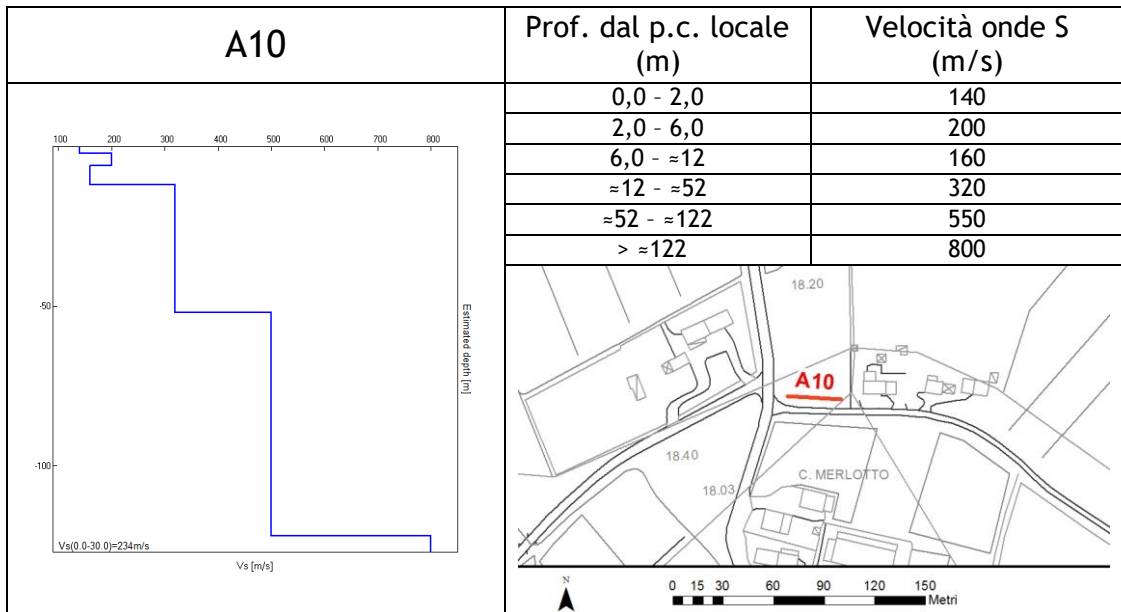 A10
Prof. dal p.c. locale (m)
Velocità onde S (m/s)
0,0 – 2,0 140
2,0 – 6,0 200
6,0 – ≈12 160
≈12 – ≈52 320
≈52 – ≈122 550
> ≈122 800
100 200 300 400 500 600 700 800
-50
-100
Estimated depth [m]
Vs(0.0-30.0)=234m/s
Vs [m/s]
18.20
A10
18.40
18.03
C. MERLOTTO
N
0 15 30 60 90 120 150
Metri